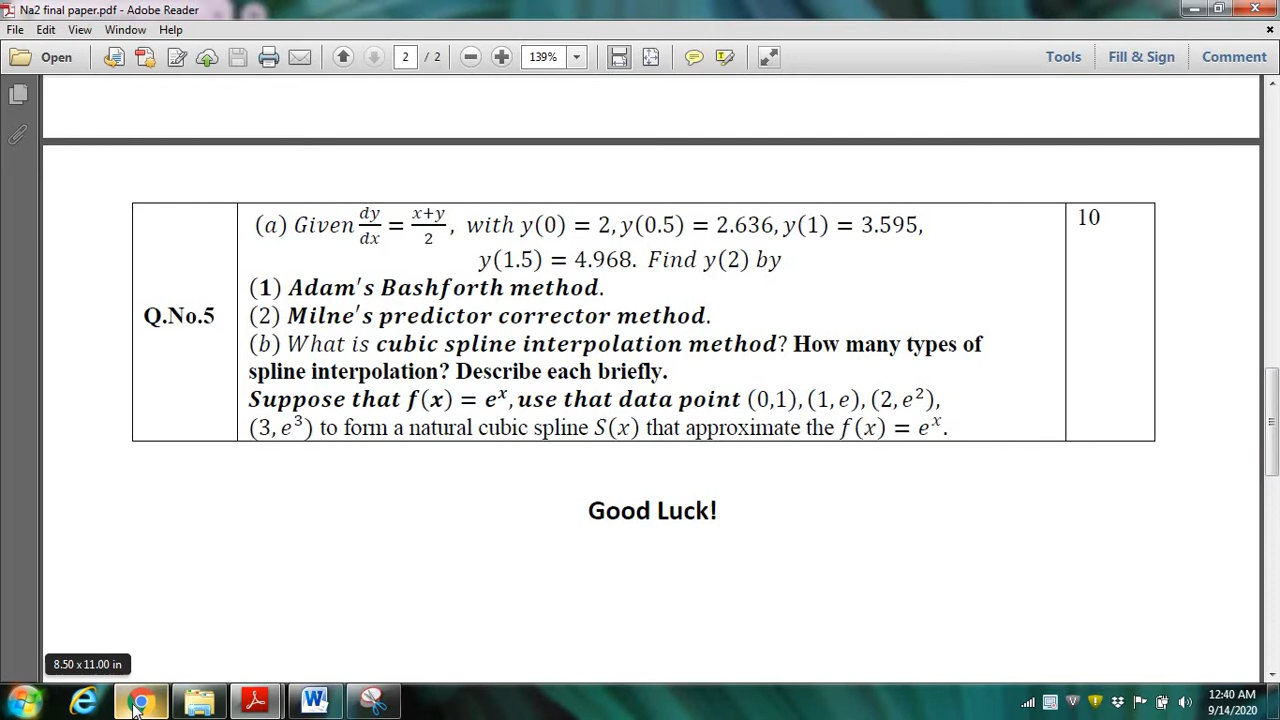 Na2 final paper.pdf - Adobe Reader
File Edit View Window Help
Open 2 / 2 139% Tools Fill & Sign Comment
(a) Given dy/dx = x+y/2, with y(0) = 2, y(0.5) = 2.636, y(1) = 3.595,
y(1.5) = 4.968. Find y(2) by
(1) Adam's Bashforth method.
(2) Milne's predictor corrector method.
(b) What is cubic spline interpolation method? How many types of
spline interpolation? Describe each briefly.
Suppose that f(x) = eˣ, use that data point (0,1), (1, e), (2, e²),
(3, e³) to form a natural cubic spline S(x) that approximate the f(x) = eˣ.
Q.No.5
10
Good Luck!
8.50 x 11.00 in
12:40 AM
9/14/2020